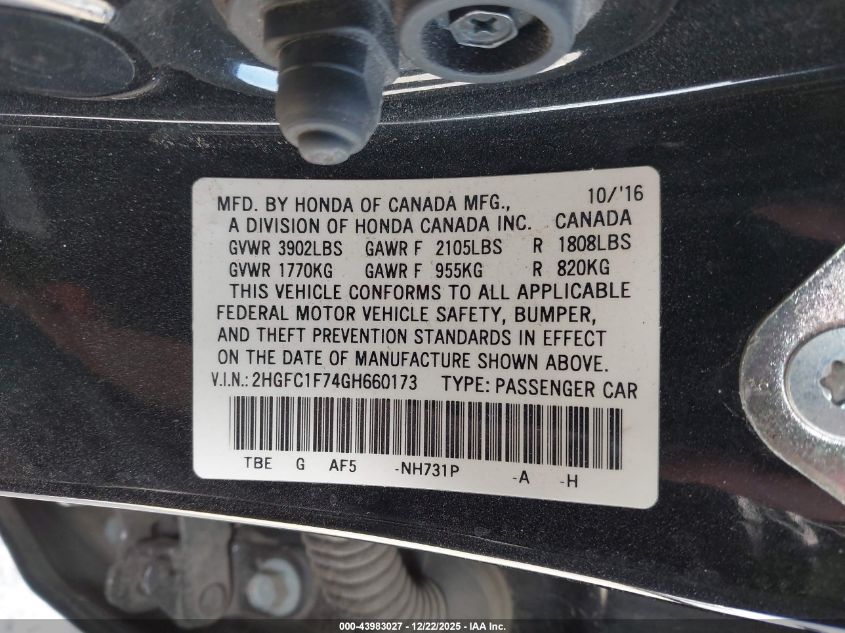 MFD. BY HONDA OF CANADA MFG., 10/'16
A DIVISION OF HONDA CANADA INC. CANADA
GVWR 3902LBS GAWR F 2105LBS R 1808LBS
GVWR 1770KG GAWR F 955KG R 820KG
THIS VEHICLE CONFORMS TO ALL APPLICABLE
FEDERAL MOTOR VEHICLE SAFETY, BUMPER,
AND THEFT PREVENTION STANDARDS IN EFFECT
ON THE DATE OF MANUFACTURE SHOWN ABOVE.
V.I.N.: 2HGFC1F74GH660173 TYPE: PASSENGER CAR
TBE G AF5 -NH731P -A -H
000-43983027 - 12/22/2025 - IAA Inc.